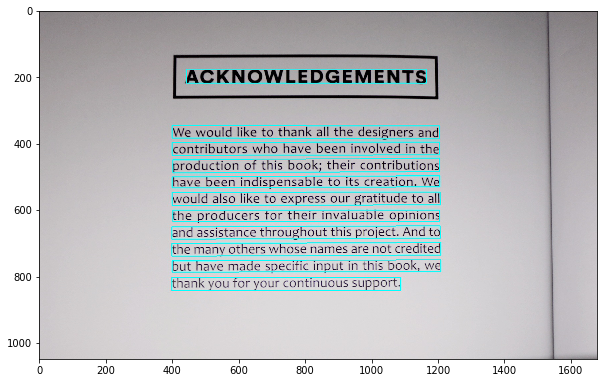 ACKNOWLEDGEMENTS
We would like to thank all the designers and
contributors who have been involved in the
production of this book; their contributions
have been indispensable to its creation. We
would also like to express our gratitude to all
the producers for their invaluable opinions
and assistance throughout this project. And to
the many others whose names are not credited
but have made specific input in this book, we
thank you for your continuous support.
0
200
400
600
800
1000
0
200
400
600
800
1000
1200
1400
1600